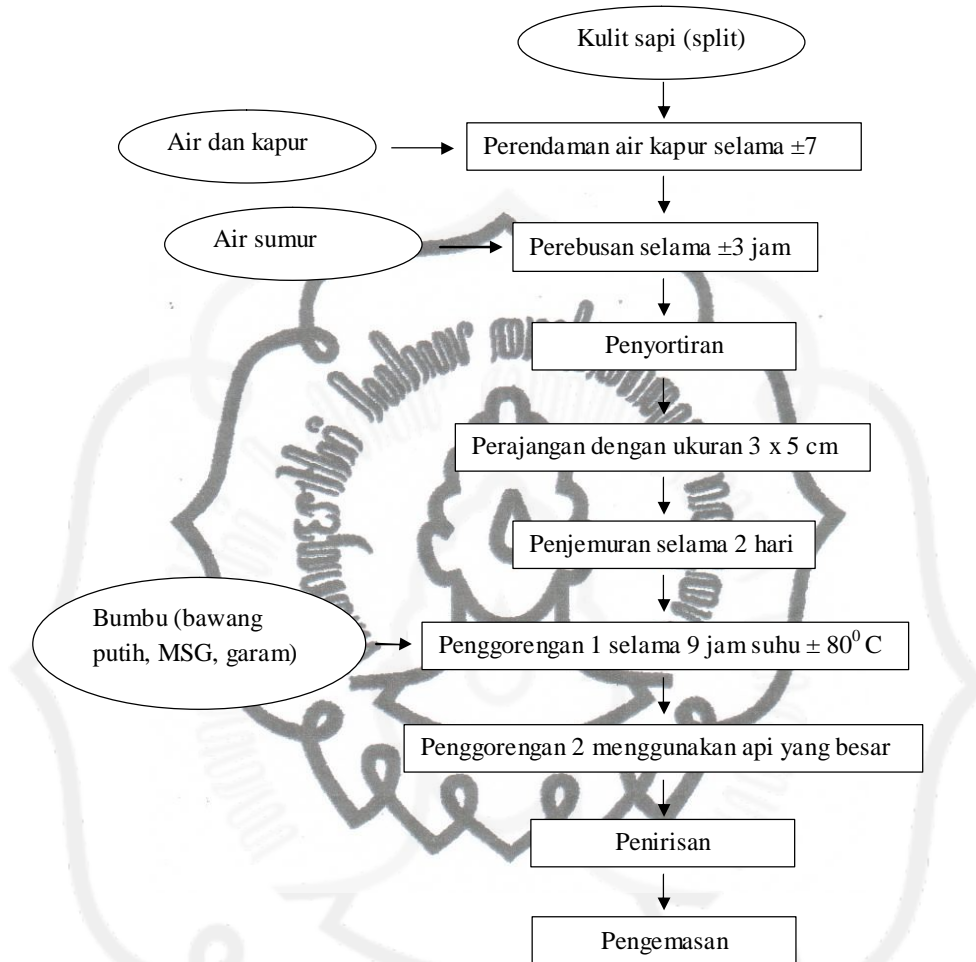 Kulit sapi (split)
Air dan kapur
Perendaman air kapur selama ±7
Air sumur
Perebusan selama ±3 jam
Penyortiran
Perajangan dengan ukuran 3 x 5 cm
Penjemuran selama 2 hari
Bumbu (bawang
putih, MSG, garam)
Penggorengan 1 selama 9 jam suhu ± 80⁰ C
Penggorengan 2 menggunakan api yang besar
Penirisan
Pengemasan